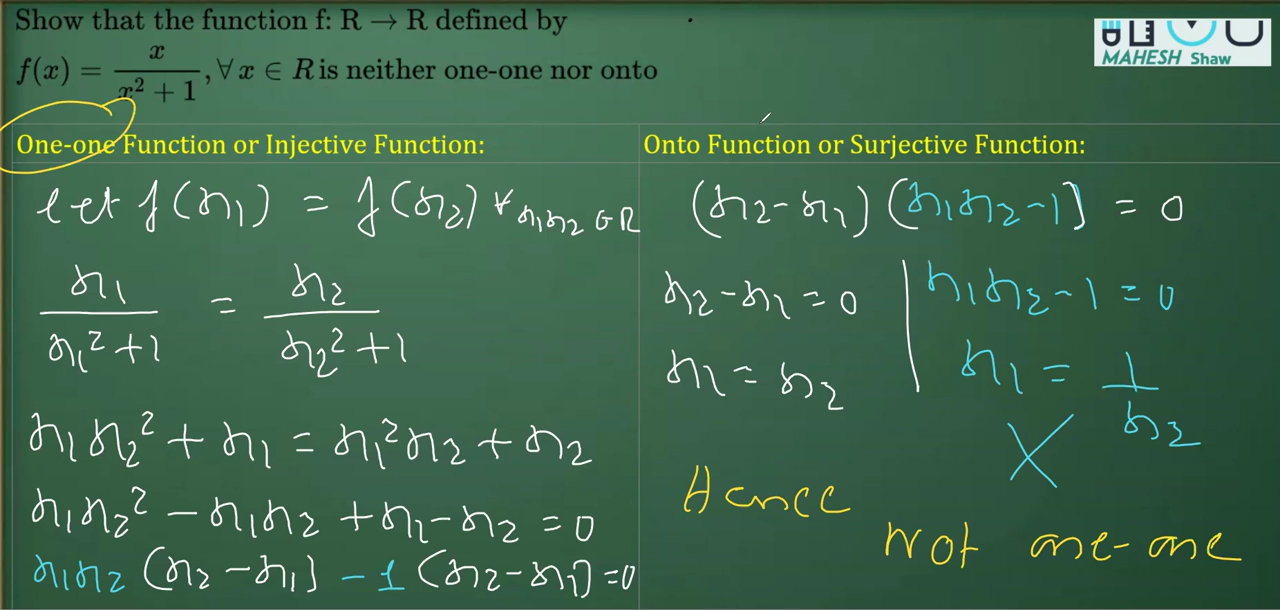 Show that the function f: R → R defined by
f(x) = x/(x² + 1), ∀ x ∈ R is neither one-one nor onto
MAHESH Shaw
One-one Function or Injective Function:
let f(x₁) = f(x₂) ∀ x₁x₂ ∈ R
x₁/(x₁² + 1) = x₂/(x₂² + 1)
x₁x₂² + x₁ = x₁²x₂ + x₂
x₁x₂² − x₁x₂ + x₁ − x₂ = 0
x₁x₂ (x₂ − x₁) − 1 (x₂ − x₁) = 0
Onto Function or Surjective Function:
(x₂ − x₁) (x₁x₂ − 1) = 0
x₂ − x₁ = 0
x₁ = x₂
x₁x₂ − 1 = 0
x₁ = 1/x₂
Hence
Not one-one